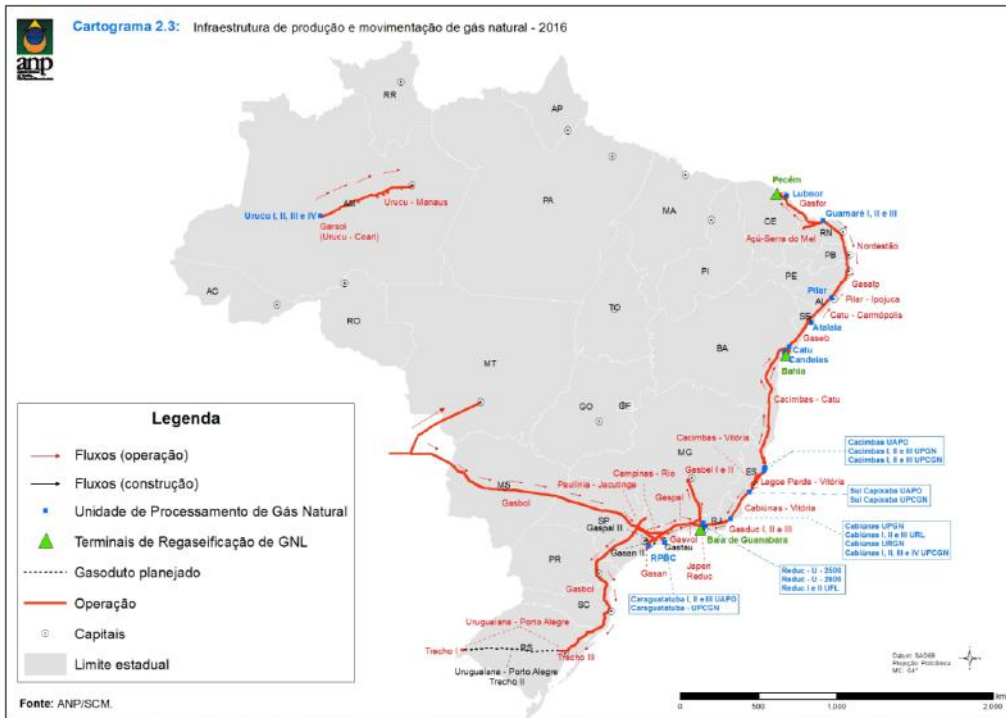 anp
Cartograma 2.3: Infraestrutura de produção e movimentação de gás natural - 2016
RR
AP
Urucu - Manaus
AM
Urucu I, II, III e IV
Garsol
(Urucu - Coari)
PA
MA
Pecém
Lubnor
Gasfor
CE
Guamaré I, II e III
RN
Açú-Serra do Mel
Nordestão
PB
PI
PE
Gasalp
AC
RO
TO
Pilar
AL
Pilar - Ipojuca
SE
Catu - Carmópolis
Atalaia
Gaseb
BA
Catu
Candeias
Bahia
MT
GO
DF
Cacimbas - Catu
MG
Cacimbas - Vitória
Gasbel I e II
Campinas - Rio
Paulínia - Jacutinga
Gaspal
ES
Cacimbas UAPO
Cacimbas I, II e III UPGN
Cacimbas I, II e III UPCGN
Lagoa Parda - Vitória
Sul Capixaba UAPO
Sul Capixaba UPCGN
MS
Gasbol
Cabiúnas - Vitória
SP
Gaspal II
RJ
Gasduc I, II e III
Cabiúnas UPGN
Cabiúnas I, II e III URL
Cabiúnas URGN
Cabiúnas I, II, III e IV UPCGN
Gasan II
Gasvol
Baía de Guanabara
Gastau
RPBC
Gasan
Japeri
Reduc
Reduc - U - 2500
Reduc - U - 2600
Reduc I e II UFL
PR
Caraguatatuba I, II e III UAPO
Caraguatatuba - UPCGN
Gasbol
SC
Uruguaiana - Porto Alegre
Trecho I
RS
Trecho III
Uruguaiana - Porto Alegre
Trecho II
Legenda
Fluxos (operação)
Fluxos (construção)
Unidade de Processamento de Gás Natural
Terminais de Regaseificação de GNL
Gasoduto planejado
Operação
Capitais
Limite estadual
Datum: SAD69
Projeção Policônica
MC: -54°
km
0 500 1.000 2.000
Fonte: ANP/SCM.